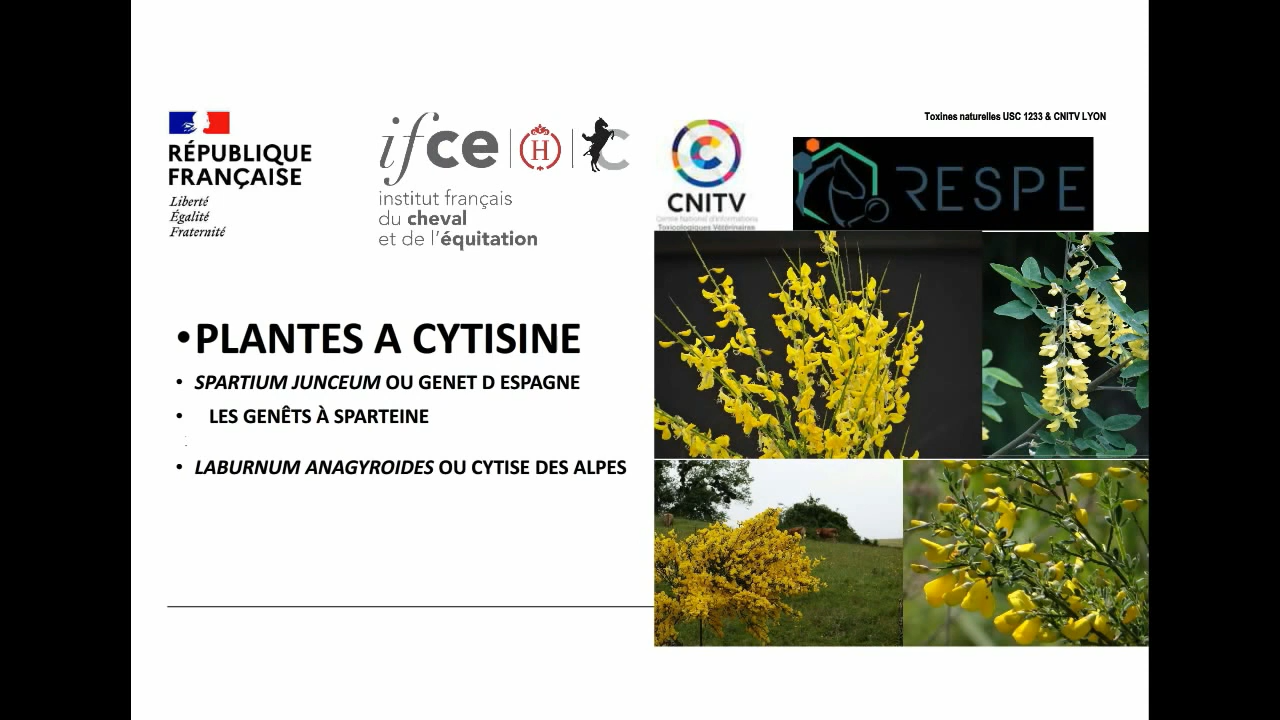 RÉPUBLIQUE
FRANÇAISE
Liberté
Égalité
Fraternité
ifce | H |
institut français
du cheval
et de l'équitation
CNITV
Centre National d'Informations
Toxicologiques Vétérinaires
Toxines naturelles USC 1233 & CNITV LYON
RESPE
•PLANTES A CYTISINE
• SPARTIUM JUNCEUM OU GENET D ESPAGNE
• LES GENÊTS À SPARTEINE
• LABURNUM ANAGYROIDES OU CYTISE DES ALPES